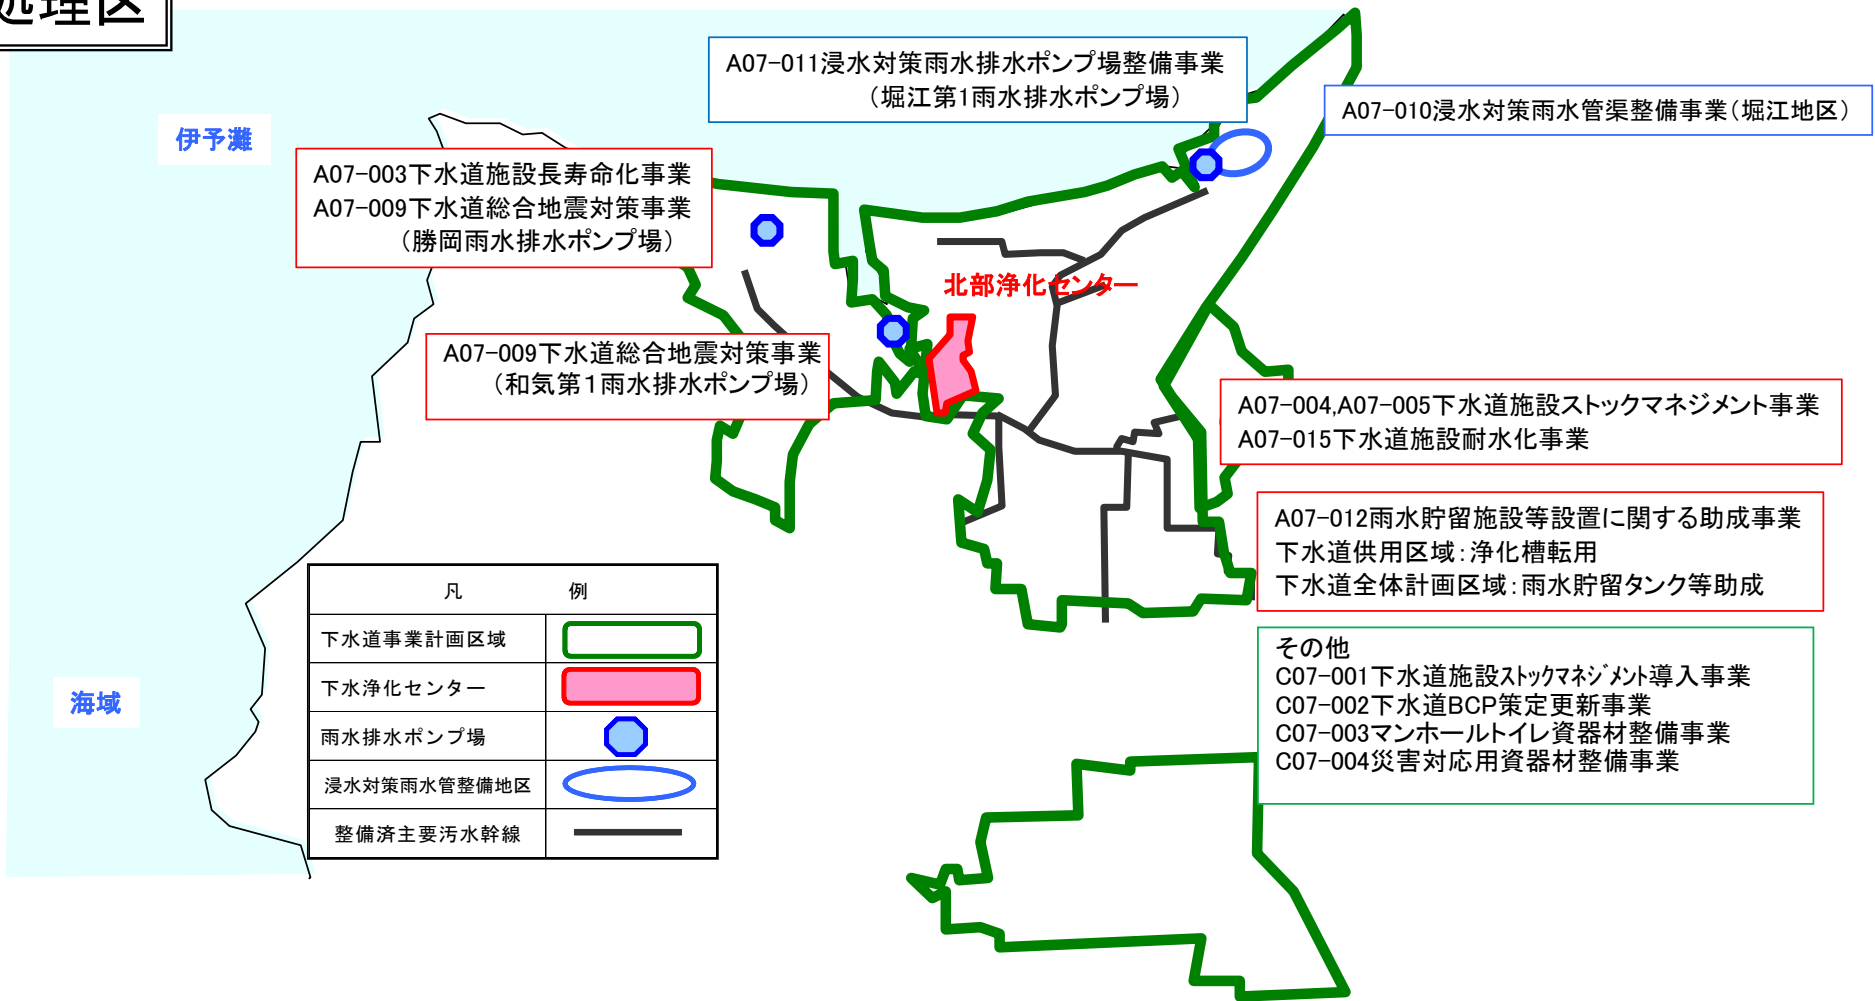 処理区
A07-011浸水対策雨水排水ポンプ場整備事業
（堀江第1雨水排水ポンプ場）
A07-010浸水対策雨水管渠整備事業（堀江地区）
伊予灘
A07-003下水道施設長寿命化事業
A07-009下水道総合地震対策事業
（勝岡雨水排水ポンプ場）
北部浄化センター
A07-009下水道総合地震対策事業
（和気第１雨水排水ポンプ場）
A07-004,A07-005下水道施設ストックマネジメント事業
A07-015下水道施設耐水化事業
A07-012雨水貯留施設等設置に関する助成事業
下水道供用区域：浄化槽転用
下水道全体計画区域：雨水貯留タンク等助成
凡　例
下水道事業計画区域
下水浄化センター
雨水排水ポンプ場
浸水対策雨水管整備地区
整備済主要汚水幹線
海域
その他
C07-001下水道施設ストックマネジメント導入事業
C07-002下水道BCP策定更新事業
C07-003マンホールトイレ資器材整備事業
C07-004災害対応用資器材整備事業